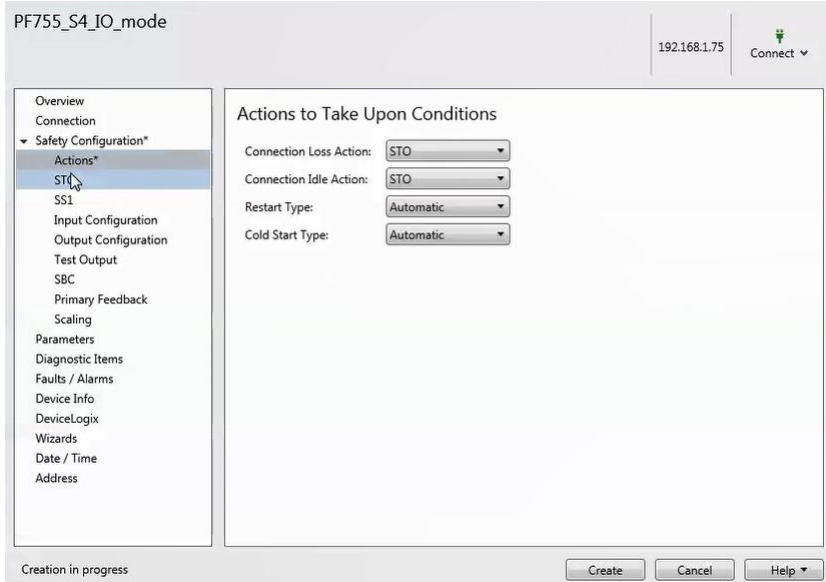 PF755_S4_IO_mode
192.168.1.75
Connect
Overview
Connection
Safety Configuration*
Actions*
STO
SS1
Input Configuration
Output Configuration
Test Output
SBC
Primary Feedback
Scaling
Parameters
Diagnostic Items
Faults / Alarms
Device Info
DeviceLogix
Wizards
Date / Time
Address
Actions to Take Upon Conditions
Connection Loss Action: STO
Connection Idle Action: STO
Restart Type: Automatic
Cold Start Type: Automatic
Creation in progress
Create
Cancel
Help